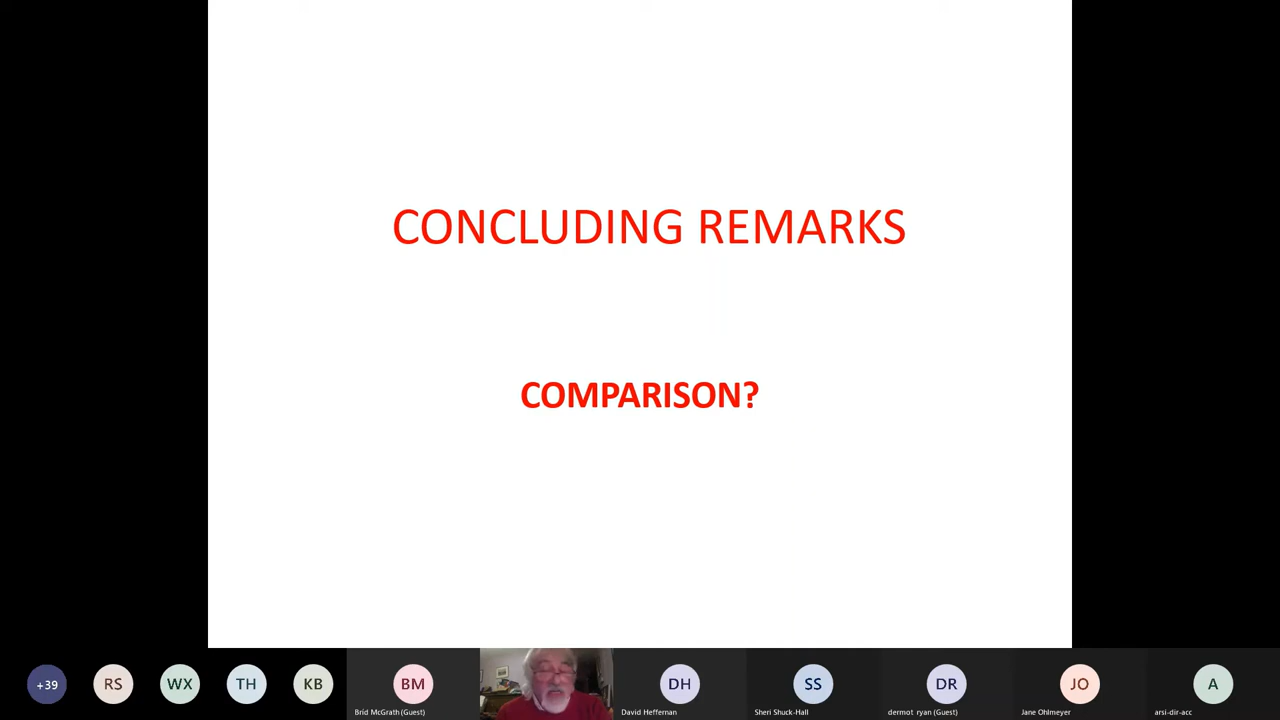 CONCLUDING REMARKS
COMPARISON?
+39
RS
WX
TH
KB
BM
DH
SS
DR
JO
A
Brid McGrath (Guest)
David Heffernan
Sheri Shuck-Hall
dermot ryan (Guest)
Jane Ohlmeyer
arsi-dir-acc